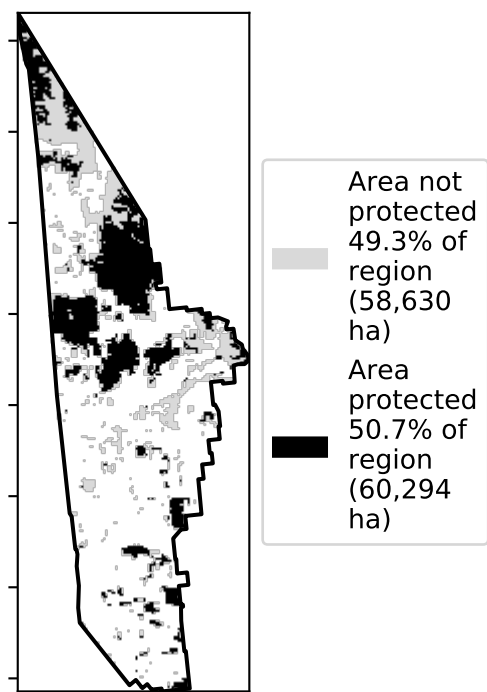 Area not
protected
49.3% of
region
(58,630
ha)
Area
protected
50.7% of
region
(60,294
ha)